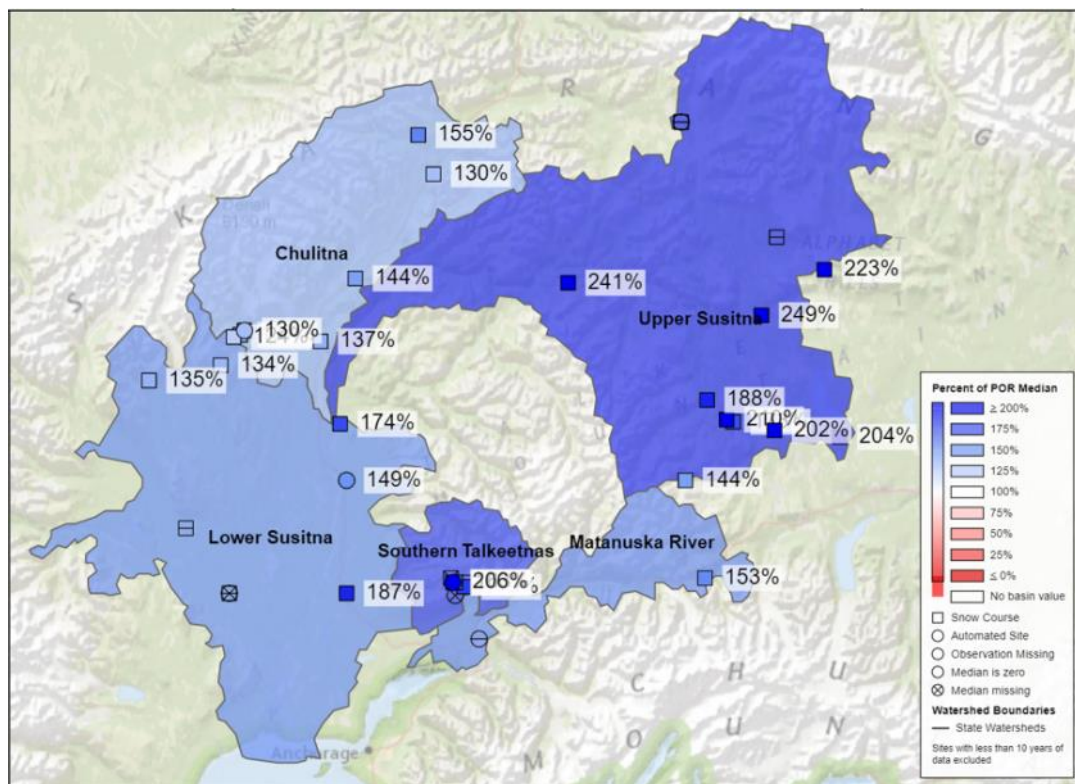 155%
130%
Chulitna
144%
241%
223%
Upper Susitna
249%
130%
137%
134%
135%
188%
210%
202%
204%
174%
149%
144%
Lower Susitna
Southern Talkeetnas
Matanuska River
206%
153%
187%
Anchorage
Percent of POR Median
≥ 200%
175%
150%
125%
100%
75%
50%
25%
≤ 0%
No basin value
Snow Course
Automated Site
Observation Missing
Median is zero
Median missing
Watershed Boundaries
State Watersheds
Sites with less than 10 years of
data excluded